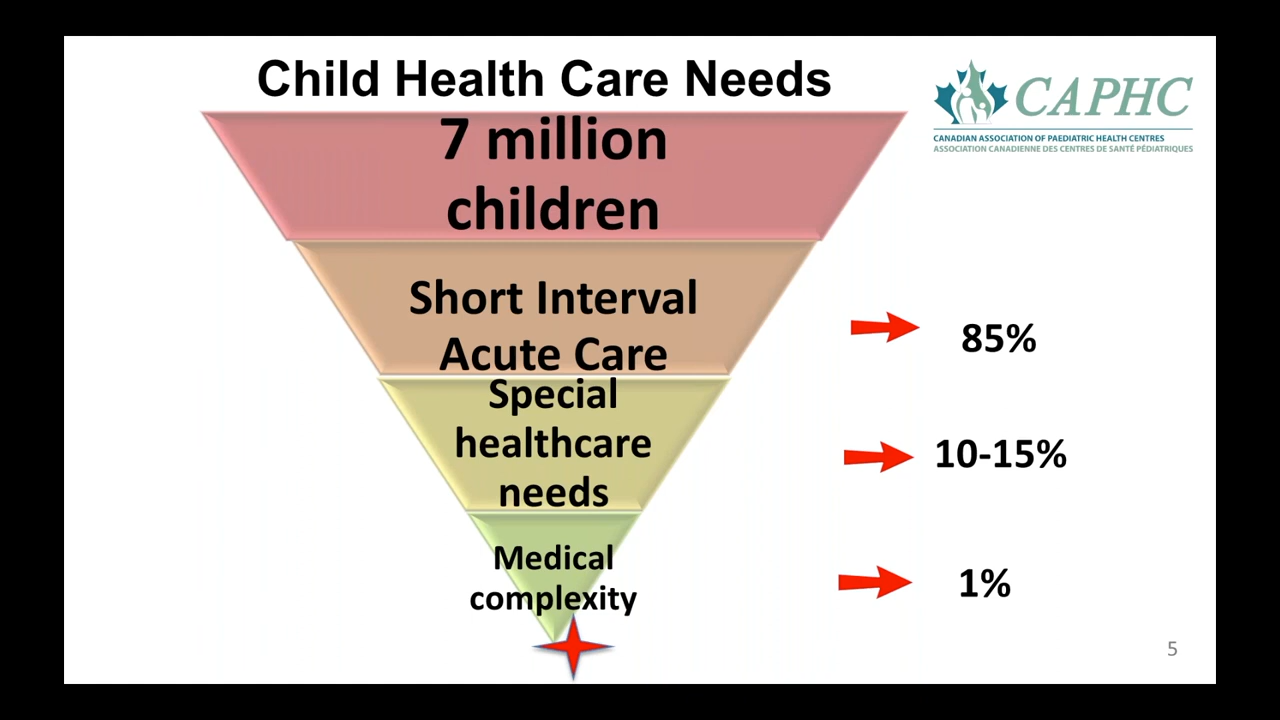 Child Health Care Needs
CAPHC
CANADIAN ASSOCIATION OF PAEDIATRIC HEALTH CENTRES
ASSOCIATION CANADIENNE DES CENTRES DE SANTÉ PÉDIATRIQUES
7 million
children
Short Interval
Acute Care
85%
Special
healthcare
needs
10-15%
Medical
complexity
1%
5